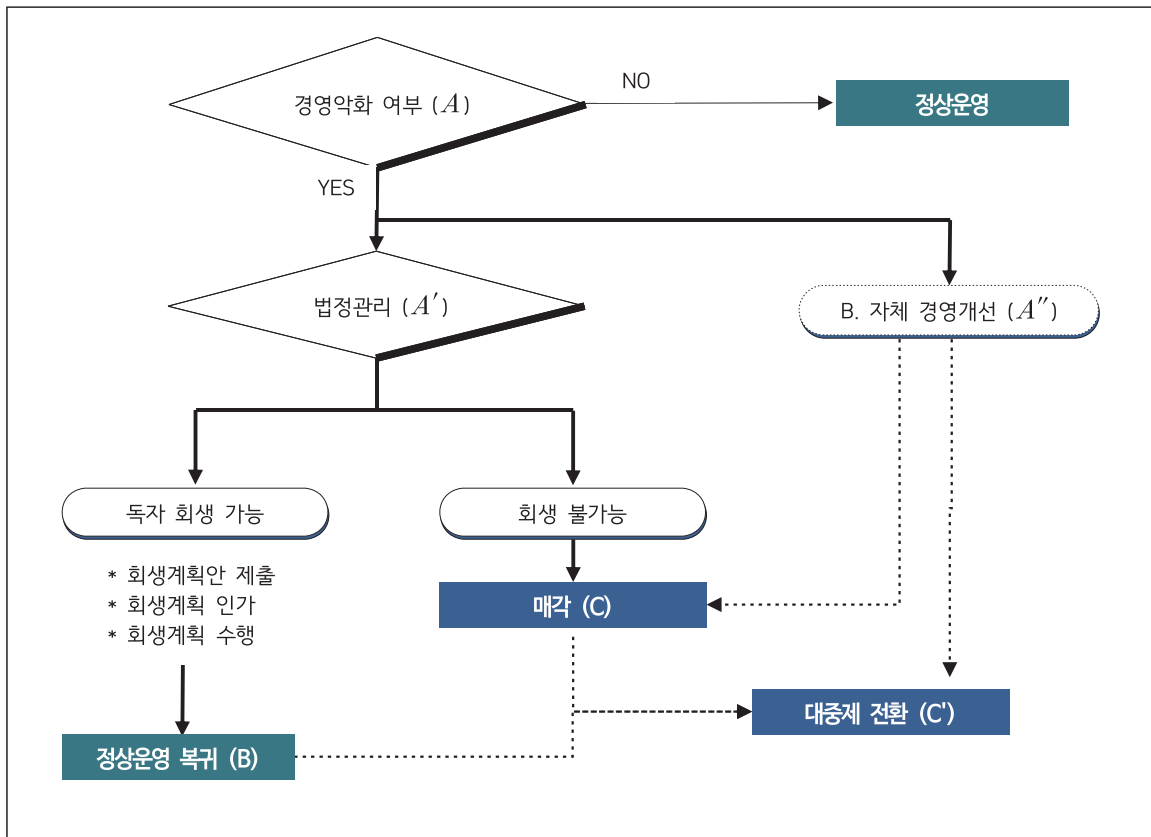 경영악화 여부 (A)
NO
정상운영
YES
법정관리 (A′)
B. 자체 경영개선 (A″)
독자 회생 가능
회생 불가능
* 회생계획안 제출
* 회생계획 인가
* 회생계획 수행
매각 (C)
대중제 전환 (C')
정상운영 복귀 (B)